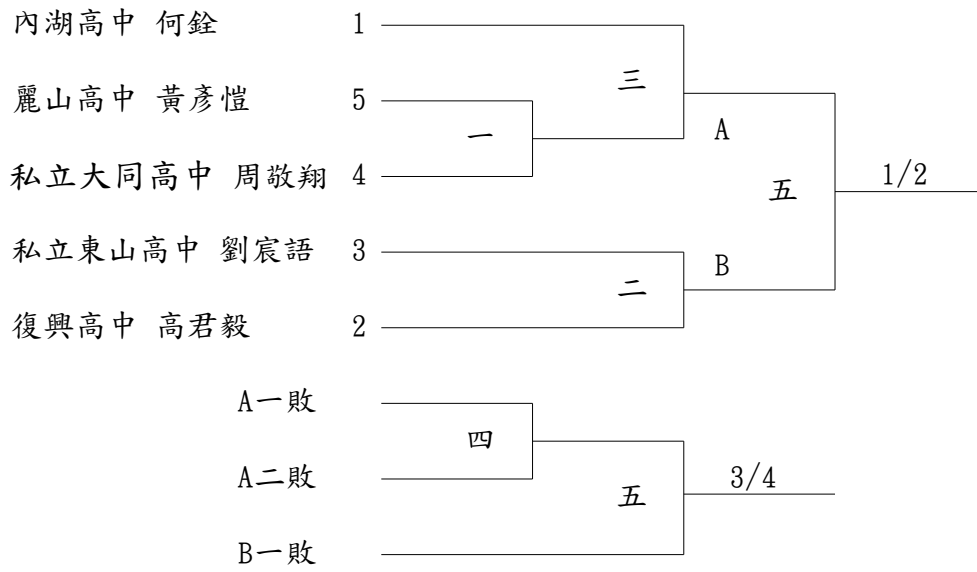 內湖高中 何銓 1
三
麗山高中 黃彥愷 5
一
A
私立大同高中 周敬翔 4
五
1/2
私立東山高中 劉宸語 3
B
二
復興高中 高君毅 2
A一敗
四
A二敗
五
3/4
B一敗